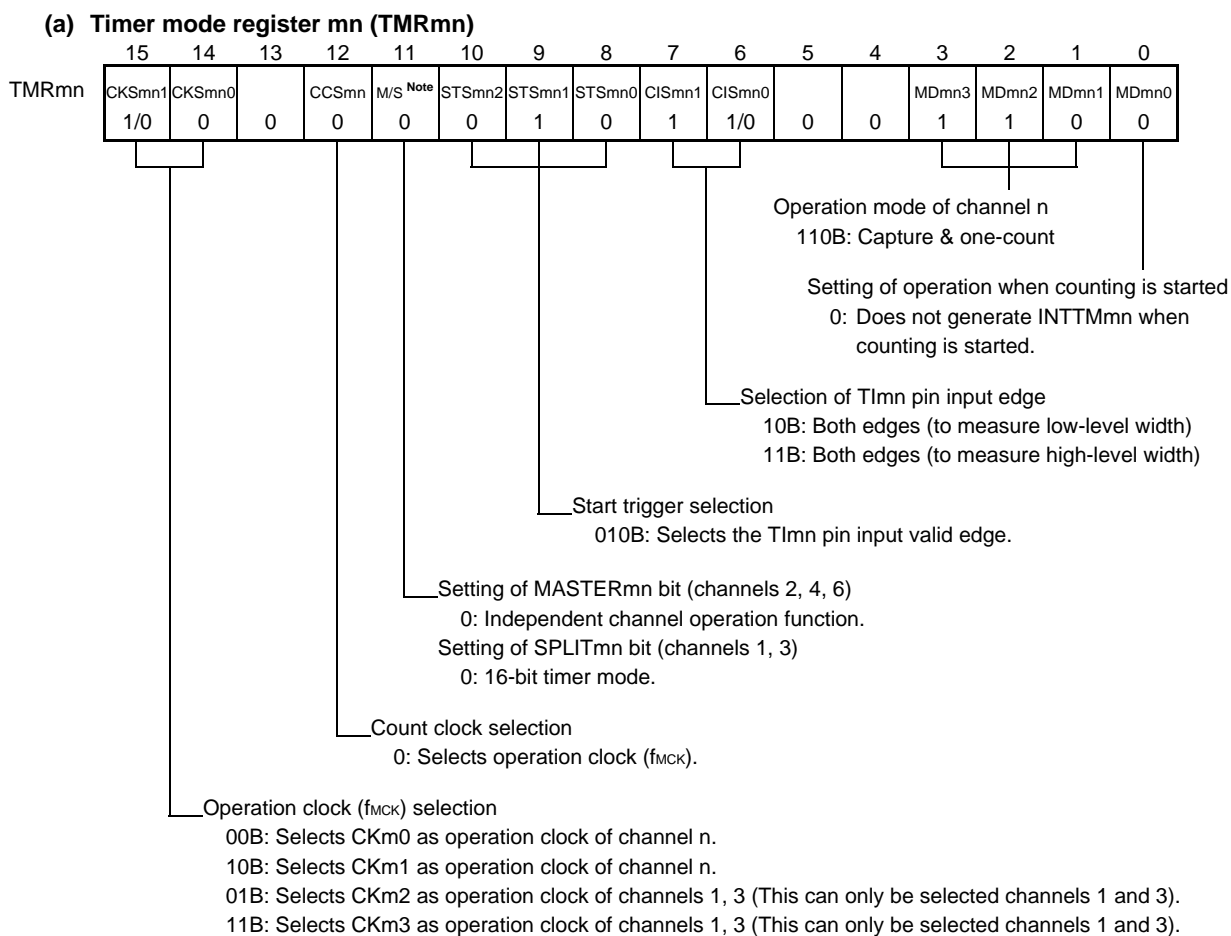 (a) Timer mode register mn (TMRmn)
15 14 13 12 11 10 9 8 7 6 5 4 3 2 1 0
TMRmn CKSmn1 CKSmn0 CCSmn M/S Note STSmn2 STSmn1 STSmn0 CISmn1 CISmn0 MDmn3 MDmn2 MDmn1 MDmn0
1/0 0 0 0 0 0 1 0 1 1/0 0 0 1 1 0 0
Operation mode of channel n
110B: Capture & one-count
Setting of operation when counting is started
0: Does not generate INTTMmn when
counting is started.
Selection of TImn pin input edge
10B: Both edges (to measure low-level width)
11B: Both edges (to measure high-level width)
Start trigger selection
010B: Selects the TImn pin input valid edge.
Setting of MASTERmn bit (channels 2, 4, 6)
0: Independent channel operation function.
Setting of SPLITmn bit (channels 1, 3)
0: 16-bit timer mode.
Count clock selection
0: Selects operation clock (fMCK).
Operation clock (fMCK) selection
00B: Selects CKm0 as operation clock of channel n.
10B: Selects CKm1 as operation clock of channel n.
01B: Selects CKm2 as operation clock of channels 1, 3 (This can only be selected channels 1 and 3).
11B: Selects CKm3 as operation clock of channels 1, 3 (This can only be selected channels 1 and 3).